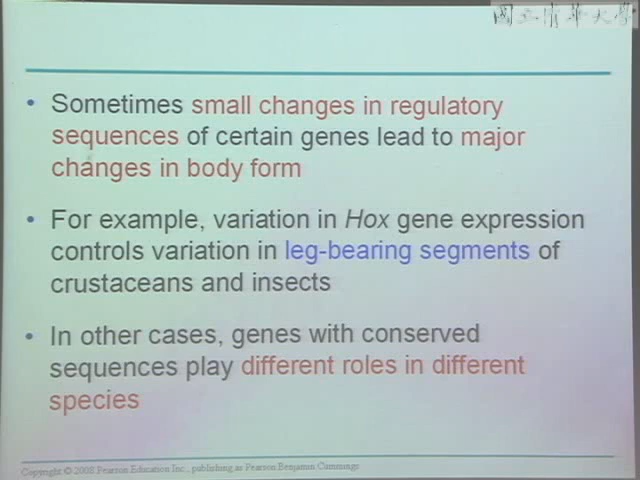 國立清華大學
• Sometimes small changes in regulatory
sequences of certain genes lead to major
changes in body form
• For example, variation in Hox gene expression
controls variation in leg-bearing segments of
crustaceans and insects
• In other cases, genes with conserved
sequences play different roles in different
species
Copyright © 2008 Pearson Education Inc., publishing as Pearson Benjamin Cummings